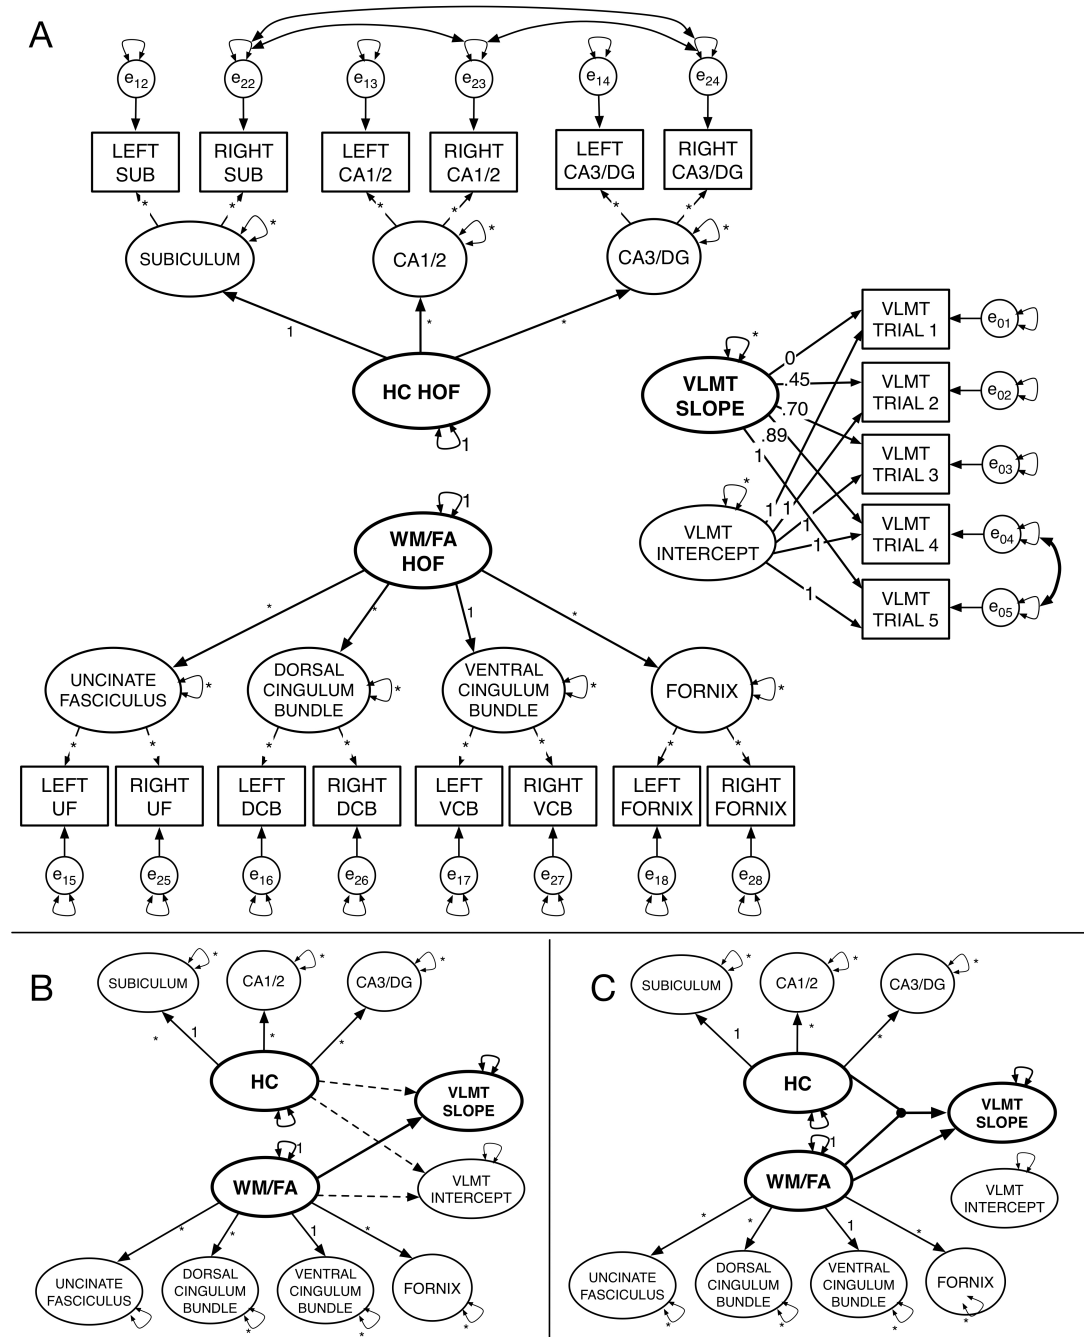 A
e12 e22 e13 e23 e14 e24
LEFT SUB
RIGHT SUB
LEFT CA1/2
RIGHT CA1/2
LEFT CA3/DG
RIGHT CA3/DG
* * * * * *
SUBICULUM *
CA1/2 *
CA3/DG *
1 * *
HC HOF
1
VLMT SLOPE
*
0
.45
.70
.89
1
VLMT INTERCEPT
*
1 1
1
1
1
VLMT TRIAL 1
e01
VLMT TRIAL 2
e02
VLMT TRIAL 3
e03
VLMT TRIAL 4
e04
VLMT TRIAL 5
e05
1
WM/FA HOF
* * 1 *
UNCINATE FASCICULUS *
DORSAL CINGULUM BUNDLE *
VENTRAL CINGULUM BUNDLE *
FORNIX *
* * * * * * * *
LEFT UF
RIGHT UF
LEFT DCB
RIGHT DCB
LEFT VCB
RIGHT VCB
LEFT FORNIX
RIGHT FORNIX
e15 e25 e16 e26 e17 e27 e18 e28
B
SUBICULUM *
CA1/2 *
CA3/DG *
* 1 * *
HC
VLMT SLOPE
1
WM/FA
VLMT INTERCEPT
* * 1 *
UNCINATE FASCICULUS
DORSAL CINGULUM BUNDLE *
VENTRAL CINGULUM BUNDLE *
FORNIX *
C
SUBICULUM *
CA1/2 *
CA3/DG *
1 * *
HC
VLMT SLOPE
1
WM/FA
VLMT INTERCEPT
* * 1 *
UNCINATE FASCICULUS *
DORSAL CINGULUM BUNDLE *
VENTRAL CINGULUM BUNDLE *
FORNIX *